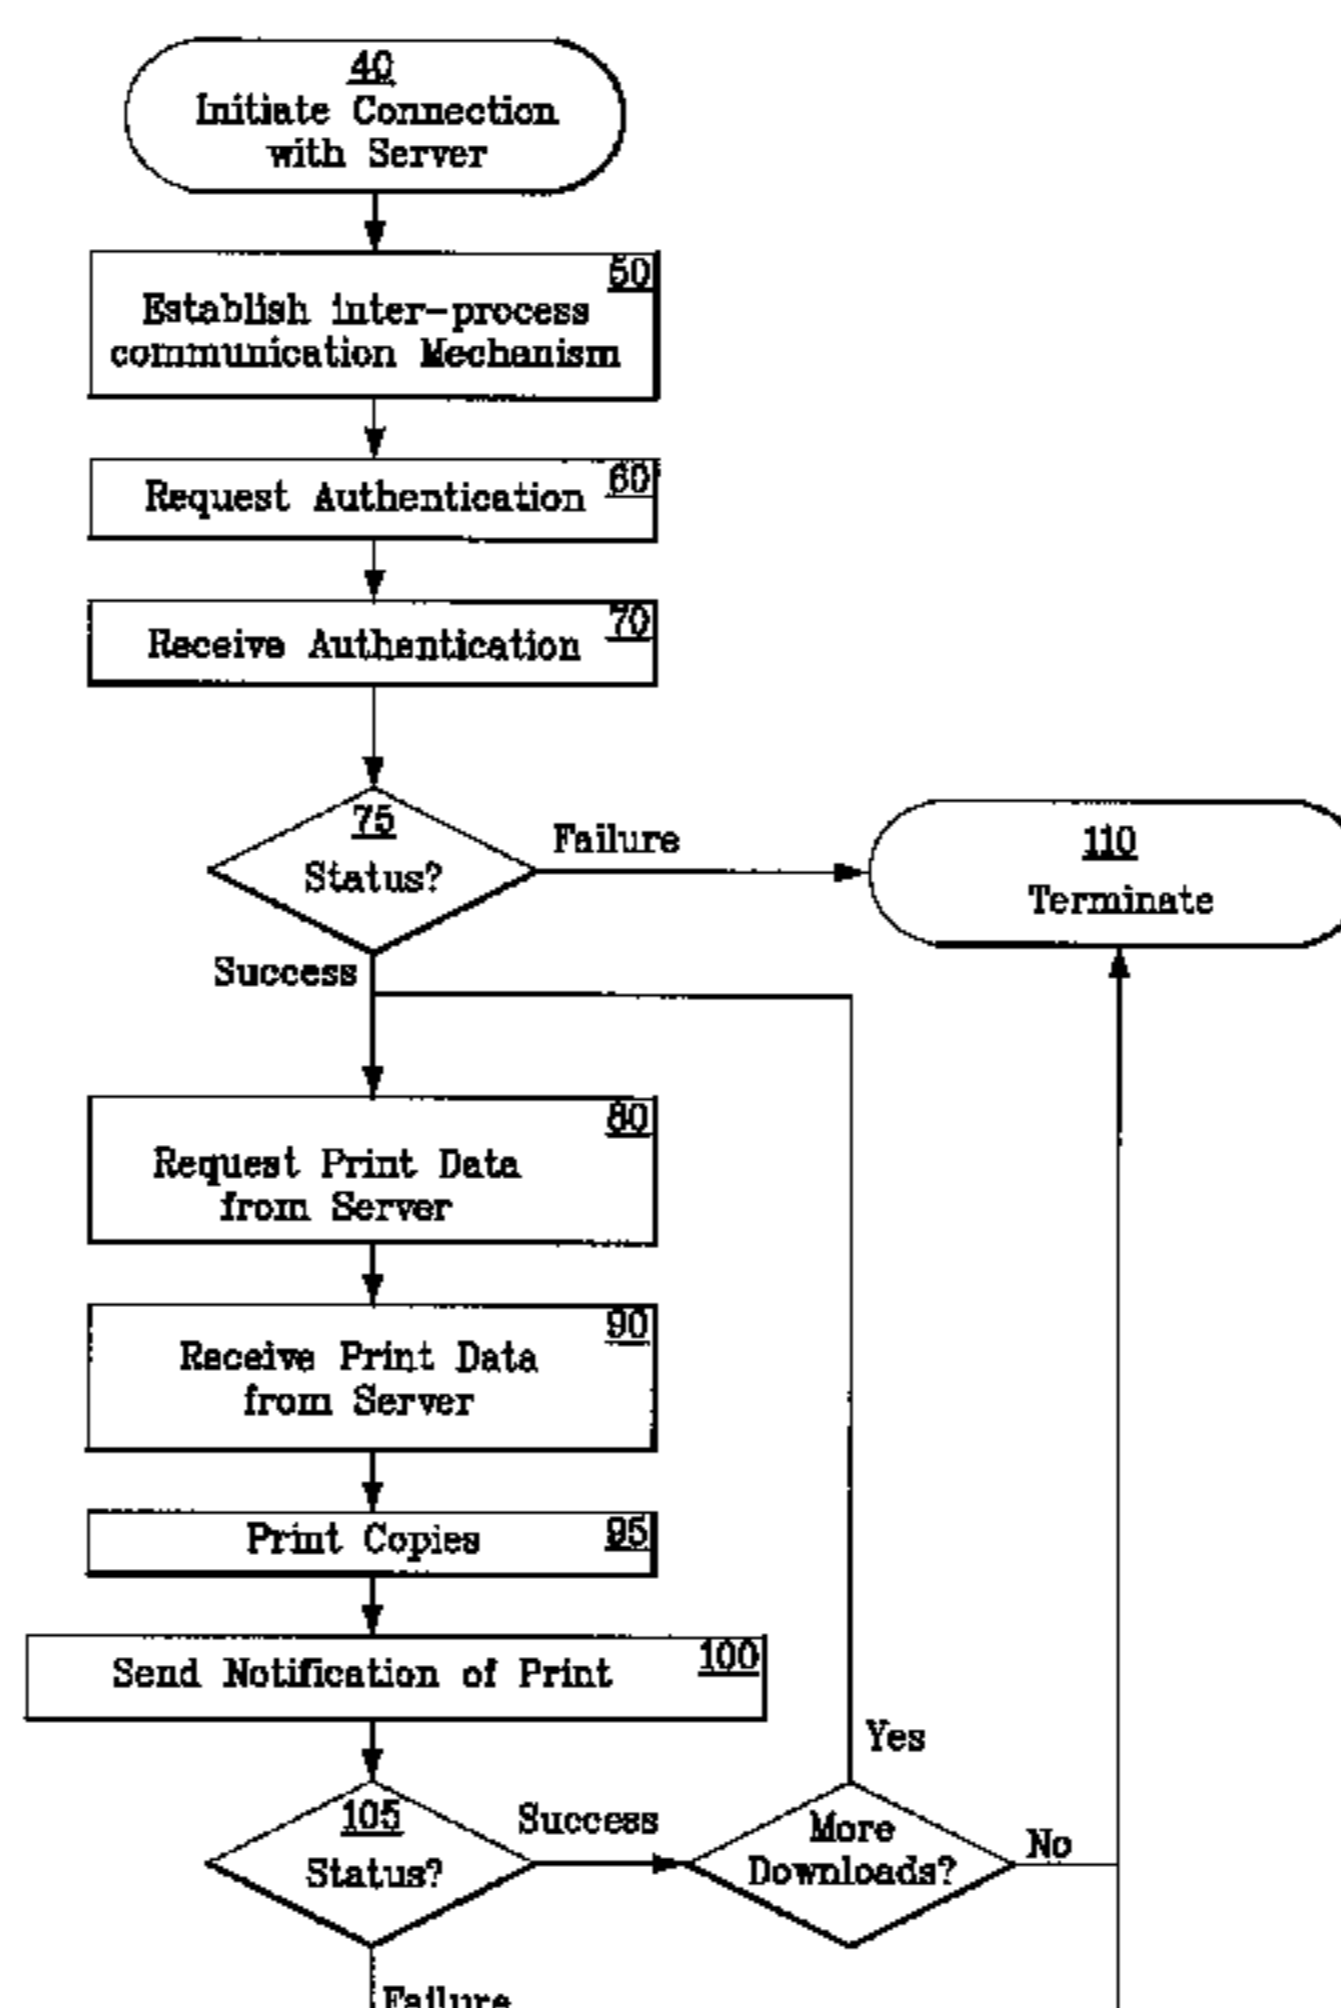 40
Initiate Connection
with Server
50
Establish inter-process
communication Mechanism
60
Request Authentication
70
Receive Authentication
75
Status?
Failure
110
Terminate
Success
80
Request Print Data
from Server
90
Receive Print Data
from Server
Print Copies
95
Send Notification of Print
100
Yes
105
Status?
Success
More
Downloads?
No
Failure